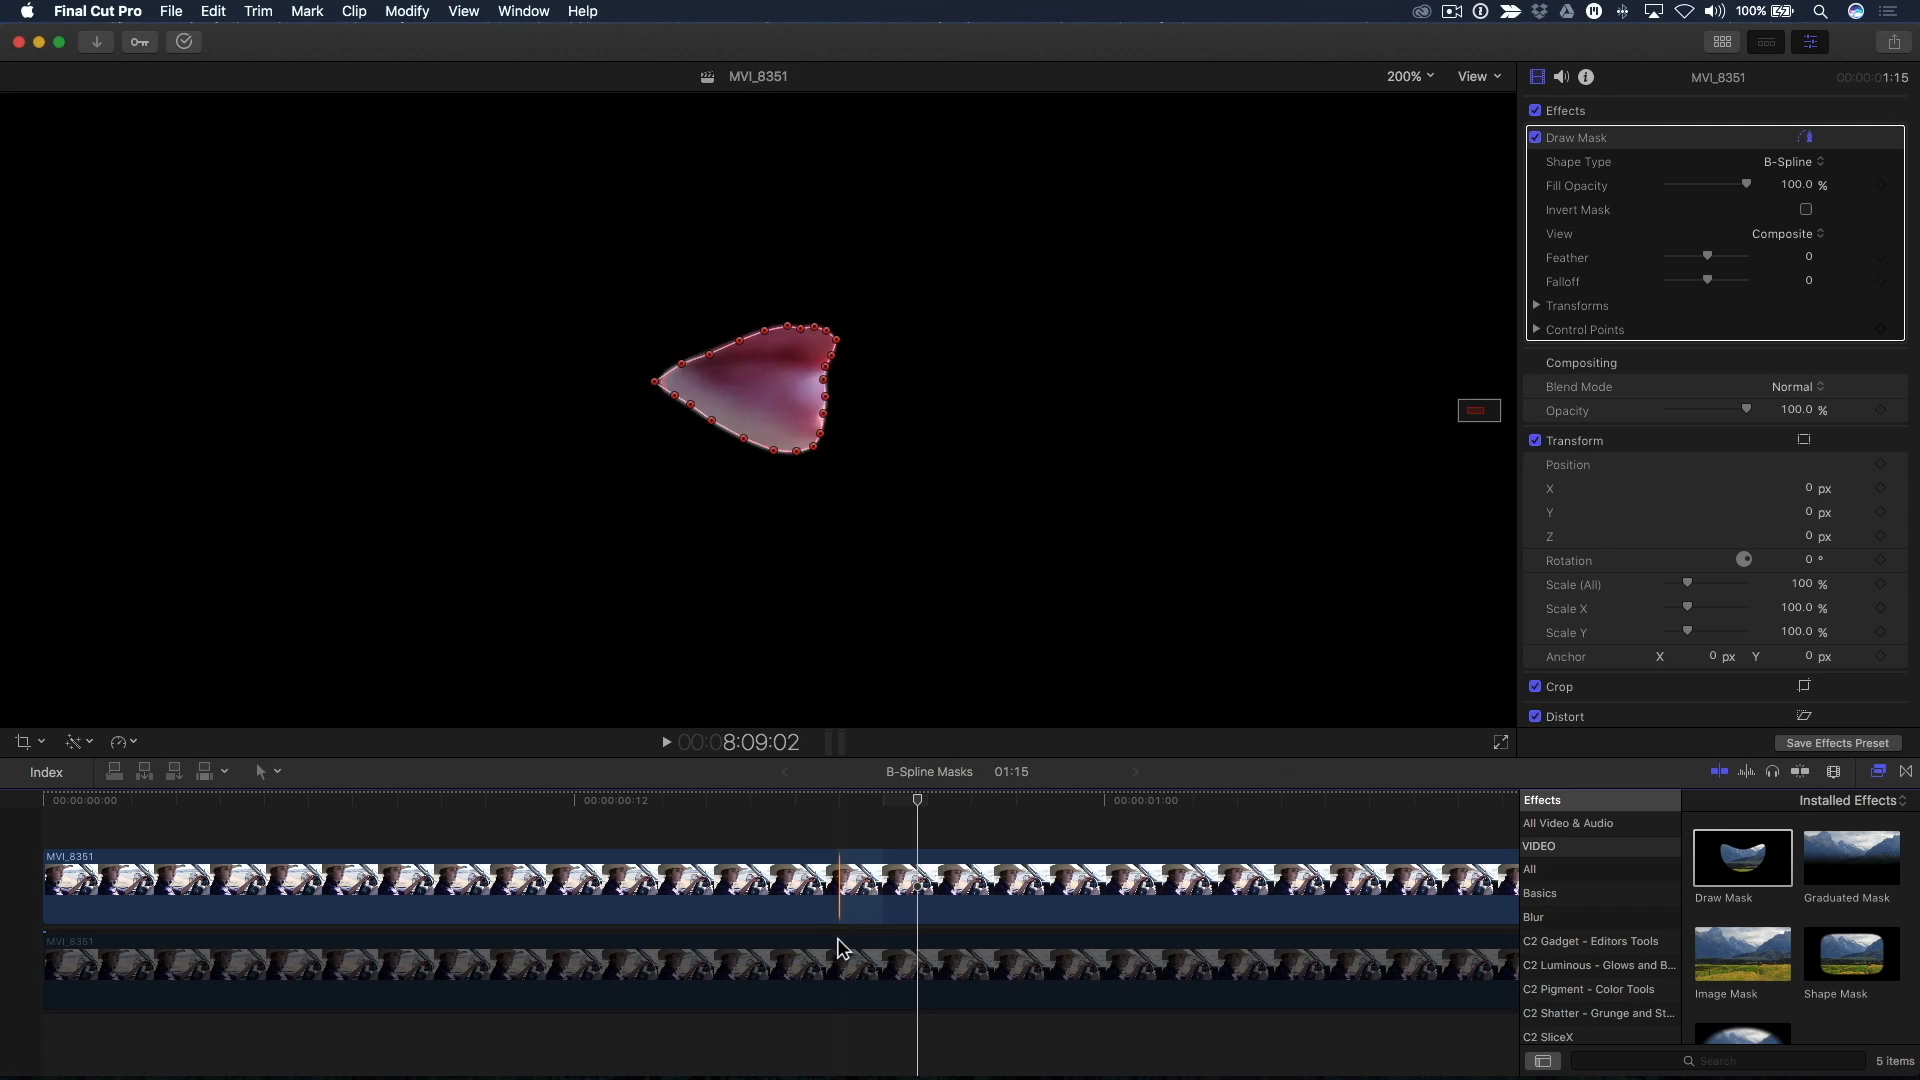 Final Cut Pro File Edit Trim Mark Clip Modify View Window Help 100%
MVI_8351 200% View MVI_8351 00:00:01:15
Effects
Draw Mask
Shape Type B-Spline
Fill Opacity 100.0 %
Invert Mask
View Composite
Feather 0
Falloff 0
Transforms
Control Points
Compositing
Blend Mode Normal
Opacity 100.0 %
Transform
Position
X 0 px
Y 0 px
Z 0 px
Rotation 0 °
Scale (All) 100 %
Scale X 100.0 %
Scale Y 100.0 %
Anchor X 0 px Y 0 px
Crop
Distort
00:08:09:02
Save Effects Preset
Index B-Spline Masks 01:15
00:00:00:00 00:00:00:12 00:00:01:00
MVI_8351
MVI_8351
Effects Installed Effects
All Video & Audio
VIDEO
All
Basics
Blur
C2 Gadget - Editors Tools
C2 Luminous - Glows and B...
C2 Pigment - Color Tools
C2 Shatter - Grunge and St...
C2 SliceX
Draw Mask Graduated Mask
Image Mask Shape Mask
Search 5 items